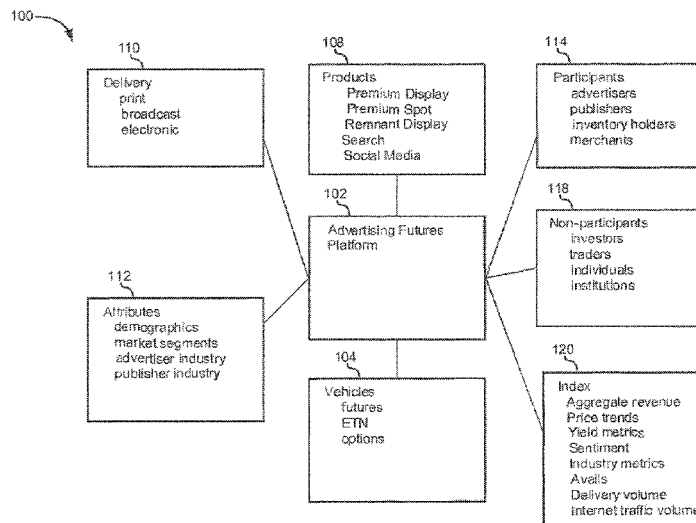 100
110
Delivery
print
broadcast
electronic
108
Products
Premium Display
Premium Spot
Remnant Display
Search
Social Media
114
Participants
advertisers
publishers
inventory holders
merchants
102
Advertising Futures
Platform
118
Non-participants
investors
traders
individuals
institutions
112
Attributes
demographics
market segments
advertiser industry
publisher industry
104
Vehicles
futures
ETN
options
120
Index
Aggregate revenue
Price trends
Yield metrics
Sentiment
Industry metrics
Avails
Delivery volume
Internet traffic volume